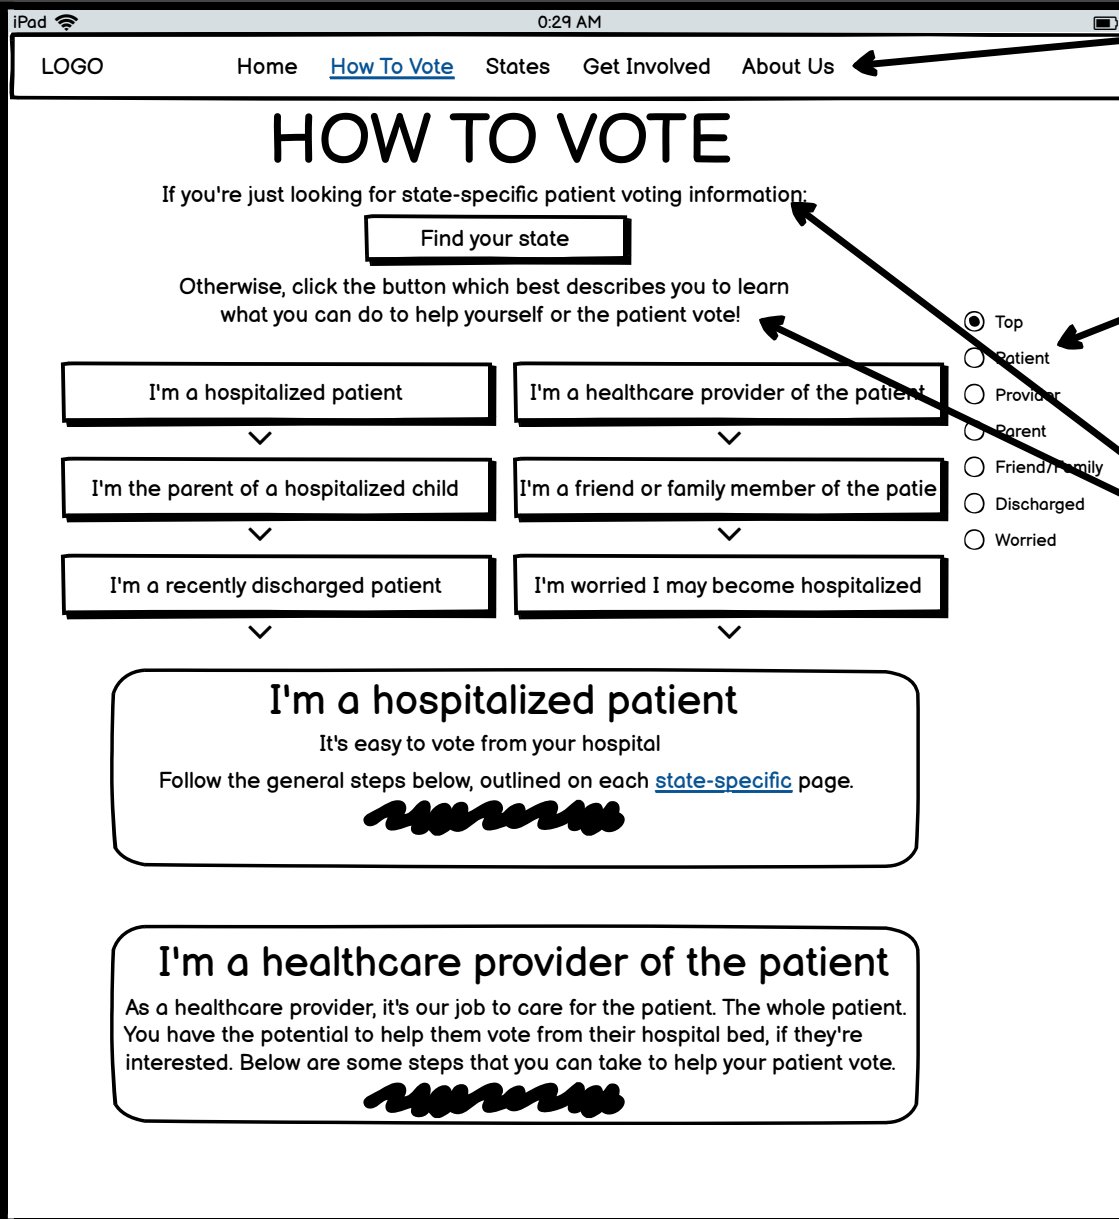 iPad 0:29 AM
LOGO Home How To Vote States Get Involved About Us
HOW TO VOTE
If you're just looking for state-specific patient voting information:
Find your state
Otherwise, click the button which best describes you to learn
what you can do to help yourself or the patient vote!
Top
Patient
Provider
Parent
Friend/Family
Discharged
Worried
I'm a hospitalized patient
I'm a healthcare provider of the patient
I'm the parent of a hospitalized child
I'm a friend or family member of the patie
I'm a recently discharged patient
I'm worried I may become hospitalized
I'm a hospitalized patient
It's easy to vote from your hospital
Follow the general steps below, outlined on each state-specific page.
I'm a healthcare provider of the patient
As a healthcare provider, it's our job to care for the patient. The whole patient.
You have the potential to help them vote from their hospital bed, if they're
interested. Below are some steps that you can take to help your patient vote.